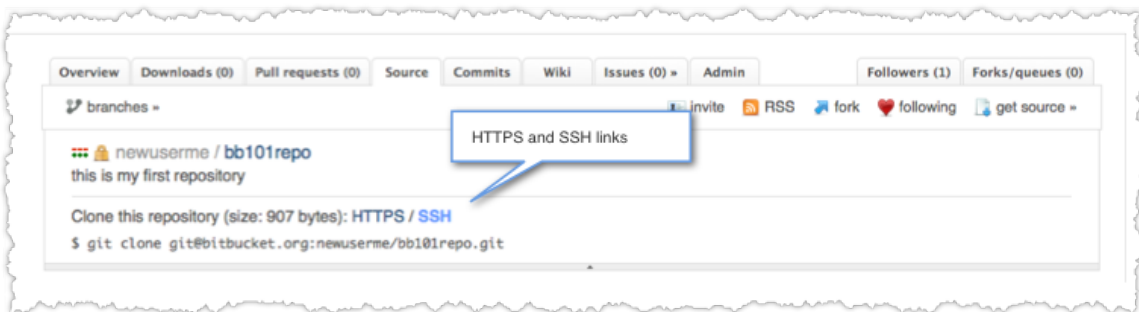 Overview Downloads (0) Pull requests (0) Source Commits Wiki Issues (0) » Admin Followers (1) Forks/queues (0)
branches » invite RSS fork following get source »
HTTPS and SSH links
newuserme / bb101repo
this is my first repository
Clone this repository (size: 907 bytes): HTTPS / SSH
$ git clone git@bitbucket.org:newuserme/bb101repo.git